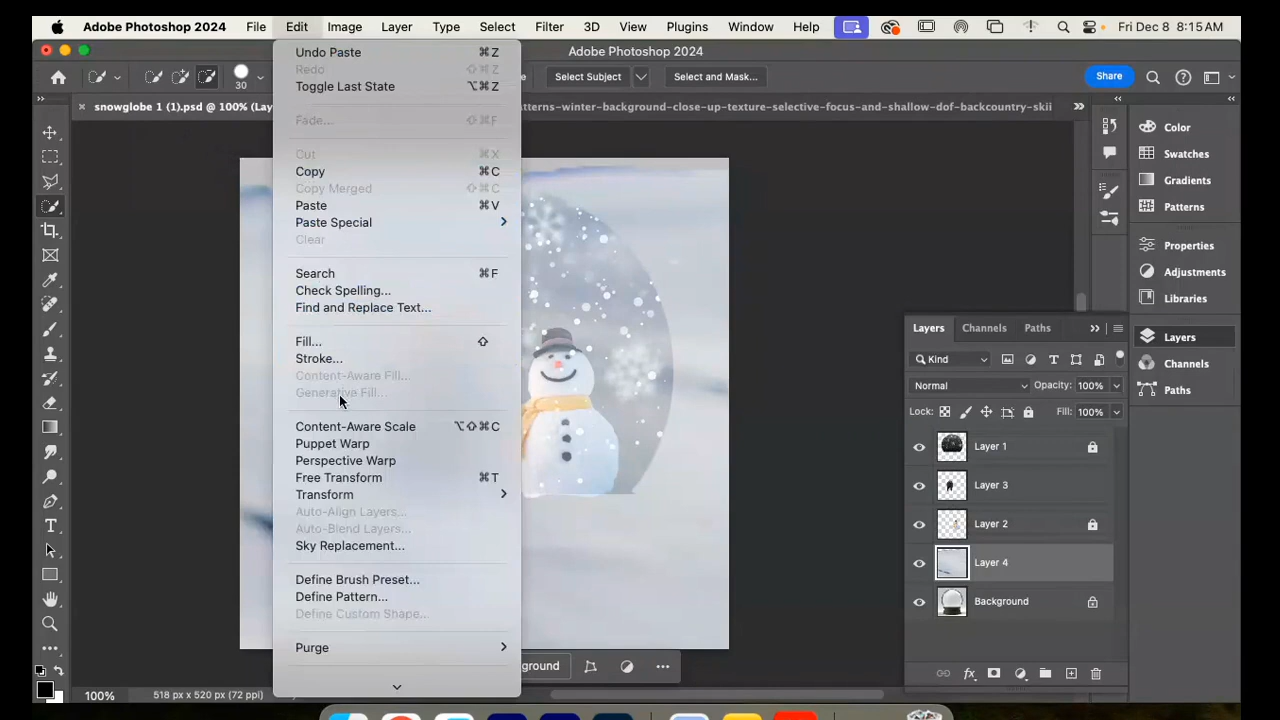 Adobe Photoshop 2024 File Edit Image Layer Type Select Filter 3D View Plugins Window Help Fri Dec 8 8:15 AM
Adobe Photoshop 2024
30 Select Subject Select and Mask... Share
snowglobe 1 (1).psd @ 100% (Lay tterns-winter-background-close-up-texture-selective-focus-and-shallow-dof-backcountry-skii
Undo Paste ⌘Z
Redo ⇧⌘Z
Toggle Last State ⌥⌘Z
Fade... ⇧⌘F
Cut ⌘X
Copy ⌘C
Copy Merged ⇧⌘C
Paste ⌘V
Paste Special
Clear
Search ⌘F
Check Spelling...
Find and Replace Text...
Fill... ⇧
Stroke...
Content-Aware Fill...
Generative Fill...
Content-Aware Scale ⌥⇧⌘C
Puppet Warp
Perspective Warp
Free Transform ⌘T
Transform
Auto-Align Layers...
Auto-Blend Layers...
Sky Replacement...
Define Brush Preset...
Define Pattern...
Define Custom Shape...
Purge
ground
100% 518 px x 520 px (72 ppi)
Color
Swatches
Gradients
Patterns
Properties
Adjustments
Libraries
Layers
Channels
Paths
Layers Channels Paths
Kind
Normal Opacity: 100%
Lock: Fill: 100%
Layer 1
Layer 3
Layer 2
Layer 4
Background